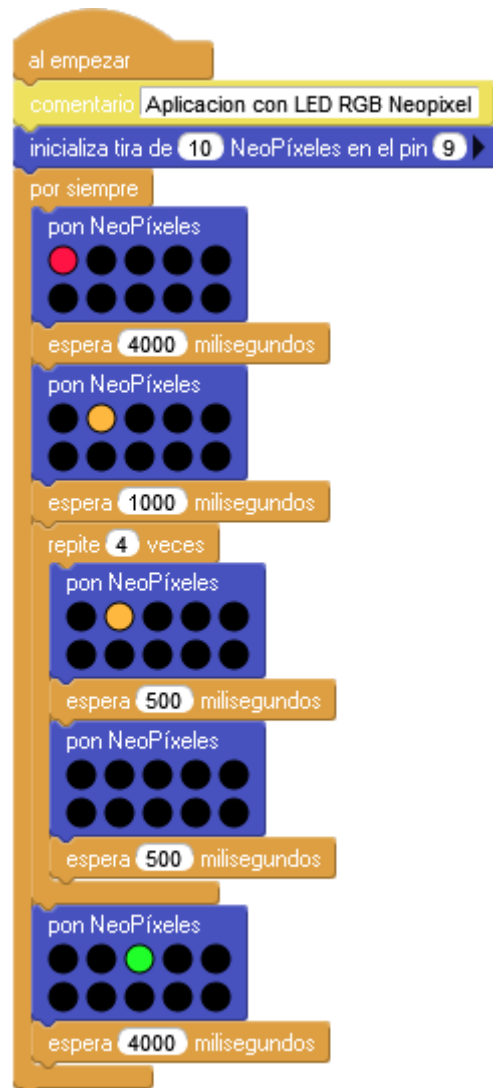 al empezar
comentario Aplicacion con LED RGB Neopixel
inicializa tira de 10 NeoPíxeles en el pin 9
por siempre
pon NeoPíxeles
espera 4000 milisegundos
pon NeoPíxeles
espera 1000 milisegundos
repite 4 veces
pon NeoPíxeles
espera 500 milisegundos
pon NeoPíxeles
espera 500 milisegundos
pon NeoPíxeles
espera 4000 milisegundos